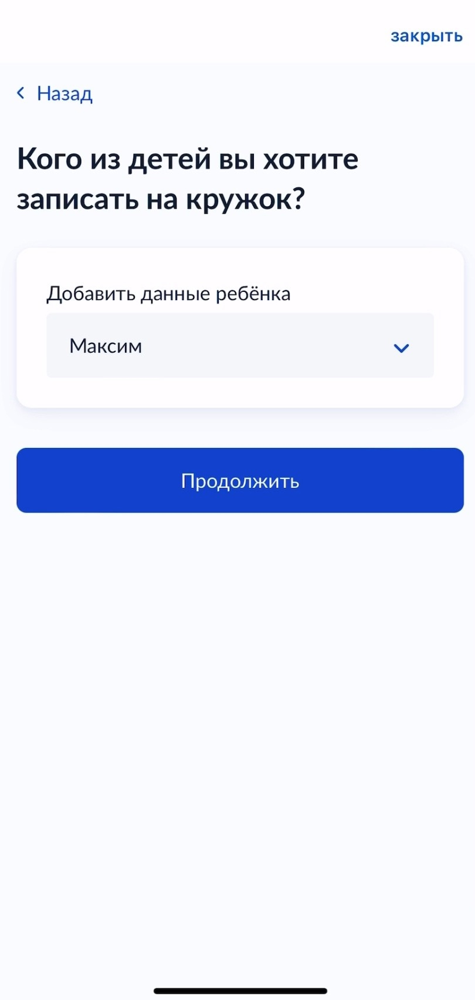 закрыть
Назад
Кого из детей вы хотите
записать на кружок?
Добавить данные ребёнка
Максим
Продолжить